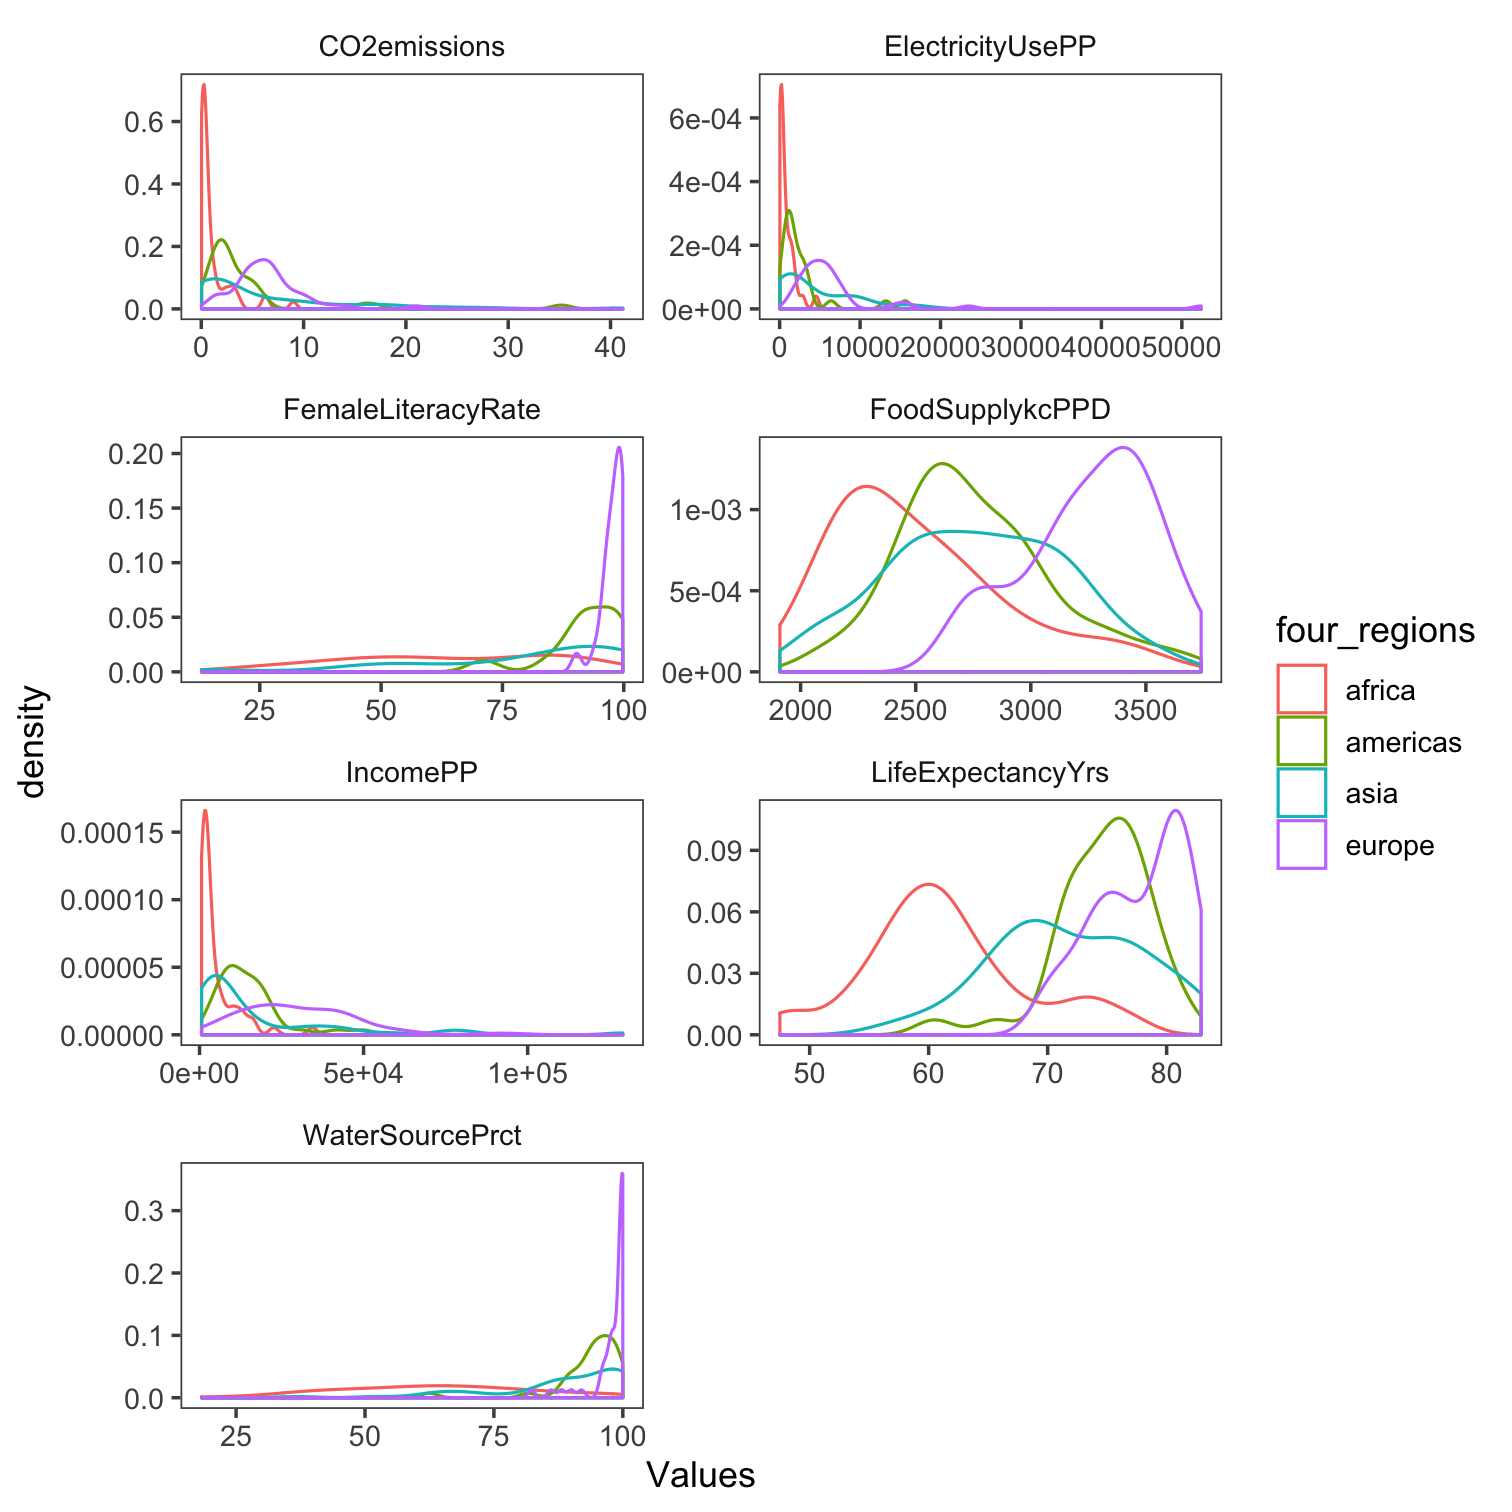 CO2emissions
ElectricityUsePP
0.6
0.4
0.2
0.0
6e-04
4e-04
2e-04
0e+00
0 10 20 30 40
0 10000 20000 30000 40000 50000
FemaleLiteracyRate
FoodSupplykcPPD
0.20
0.15
0.10
0.05
0.00
1e-03
5e-04
0e+00
25 50 75 100
2000 2500 3000 3500
density
IncomePP
LifeExpectancyYrs
0.00015
0.00010
0.00005
0.00000
0.09
0.06
0.03
0.00
0e+00 5e+04 1e+05
50 60 70 80
WaterSourcePrct
0.3
0.2
0.1
0.0
25 50 75 100
Values
four_regions
africa
americas
asia
europe